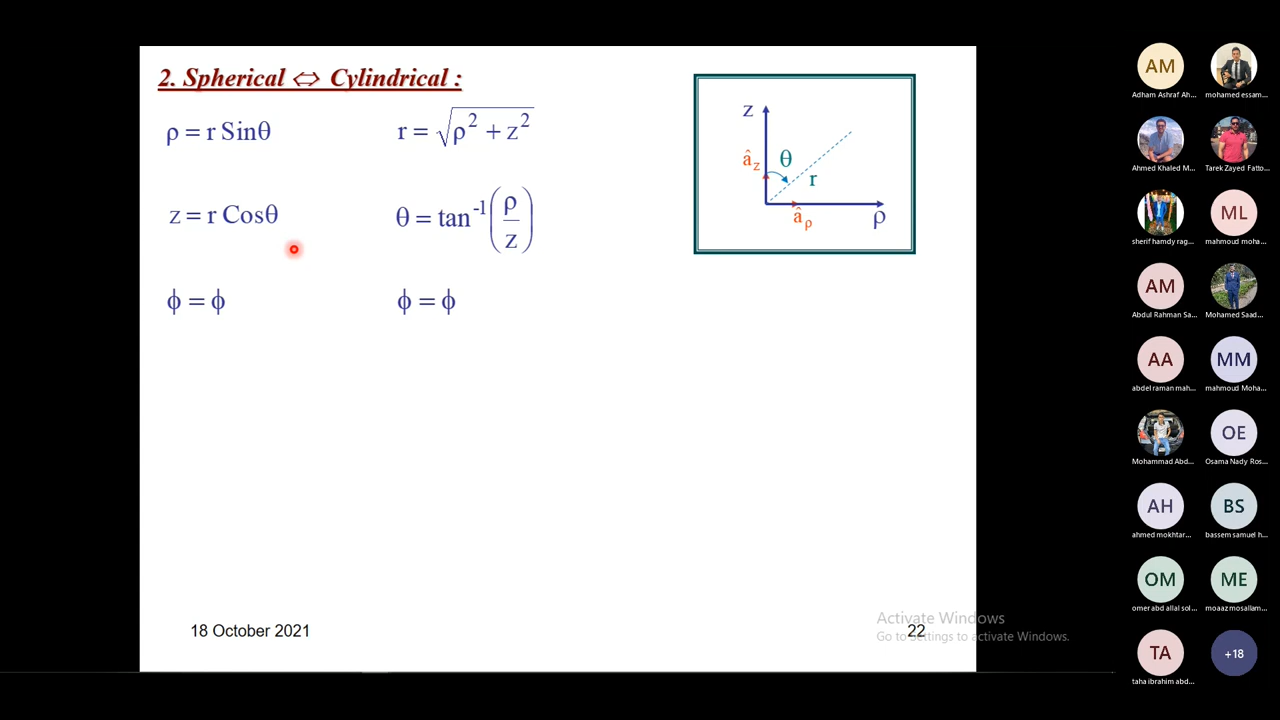 2. Spherical ⇔ Cylindrical :
ρ = r Sinθ
r = √(ρ² + z²)
z = r Cosθ
θ = tan⁻¹(ρ/z)
ϕ = ϕ
ϕ = ϕ
z
θ
â_z
r
â_ρ
ρ
18 October 2021
22
Activate Windows
Go to Settings to activate Windows.
AM
Adham Ashraf Ah...
mohamed essam...
Ahmed Khaled M...
Tarek Zayed Fatto...
sherif hamdy rag...
ML
mahmoud moha...
AM
Abdul Rahman Sa...
Mohamed Saad...
AA
abdel raman mah...
MM
mahmoud Moha...
Mohammad Abd...
OE
Osama Nady Ros...
AH
ahmed mokhtar...
BS
bassem samuel h...
OM
omer abd allal sol...
ME
moaaz mosallam...
TA
taha ibrahim abd...
+18